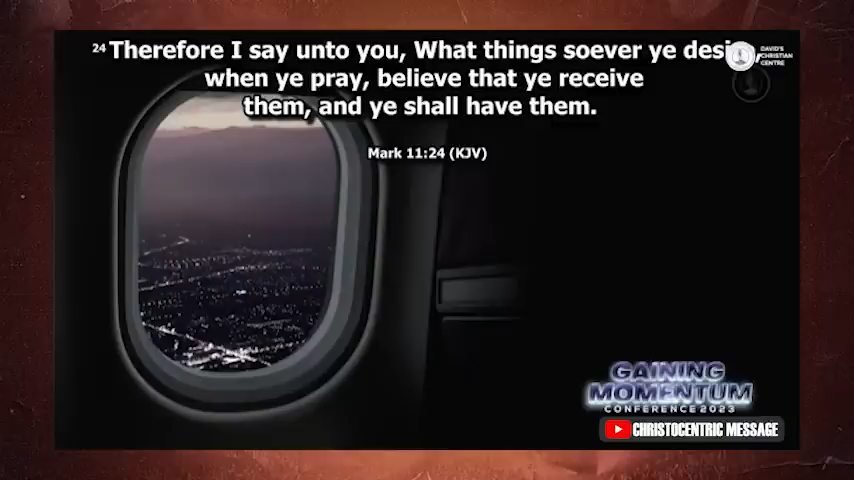 24 Therefore I say unto you, What things soever ye
when ye pray, believe that ye receive
them, and ye shall have them.
Mark 11:24 (KJV)
DAVID'S
CHRISTIAN
CENTRE
GAINING
MOMENTUM
CONFERENCE 2023
CHRISTOCENTRIC MESSAGE